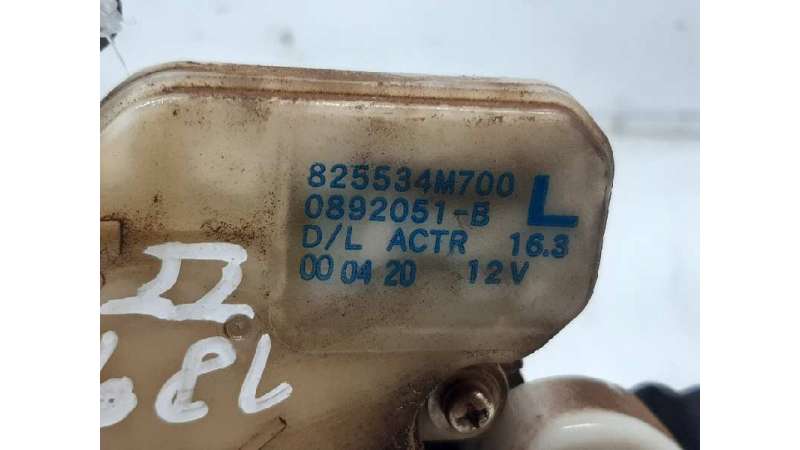 825534M700
0892051-B L
D/L ACTR 16.3
00 04 20 12V